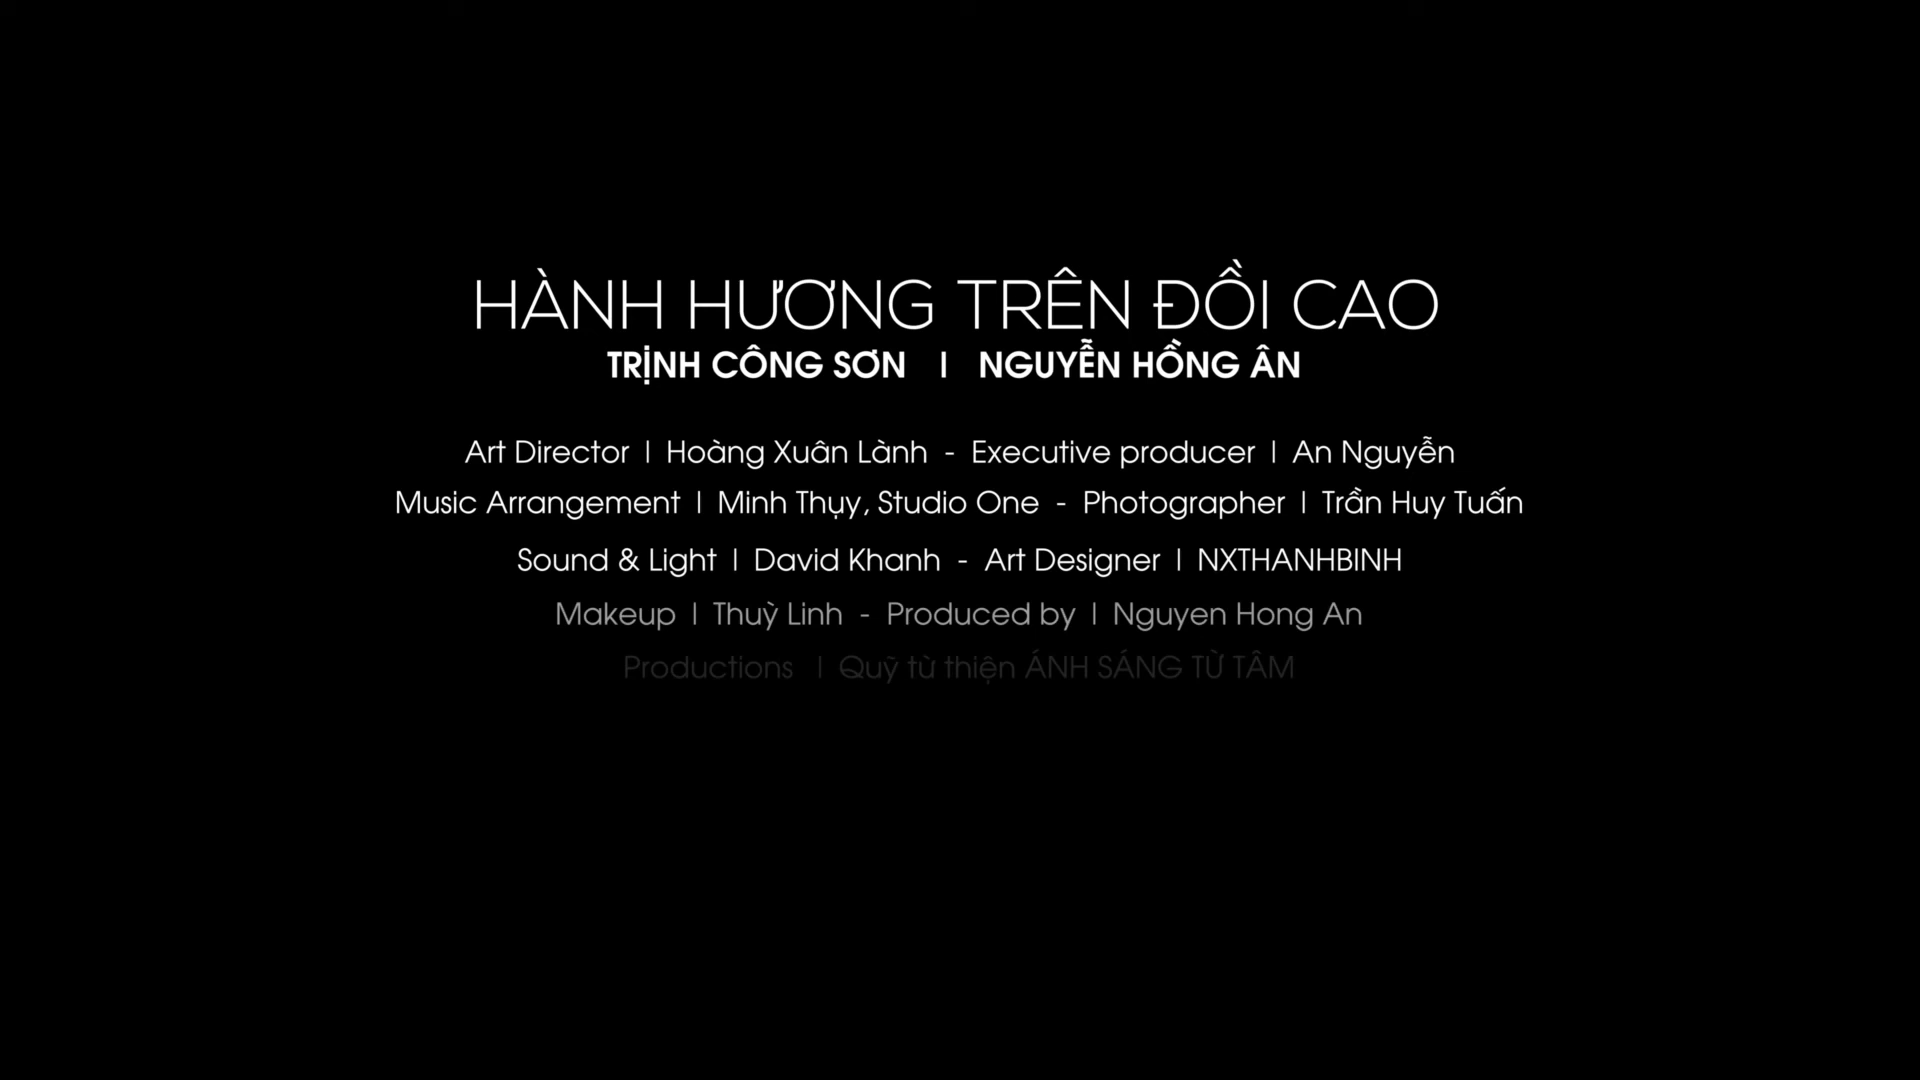 HÀNH HƯƠNG TRÊN ĐỒI CAO
TRỊNH CÔNG SƠN | NGUYỄN HỒNG ÂN
Art Director | Hoàng Xuân Lành - Executive producer | An Nguyễn
Music Arrangement | Minh Thụy, Studio One - Photographer | Trần Huy Tuấn
Sound & Light | David Khanh - Art Designer | NXTHANHBINH
Makeup | Thuỳ Linh - Produced by | Nguyen Hong An
Productions | Quỹ từ thiện ÁNH SÁNG TỪ TÂM